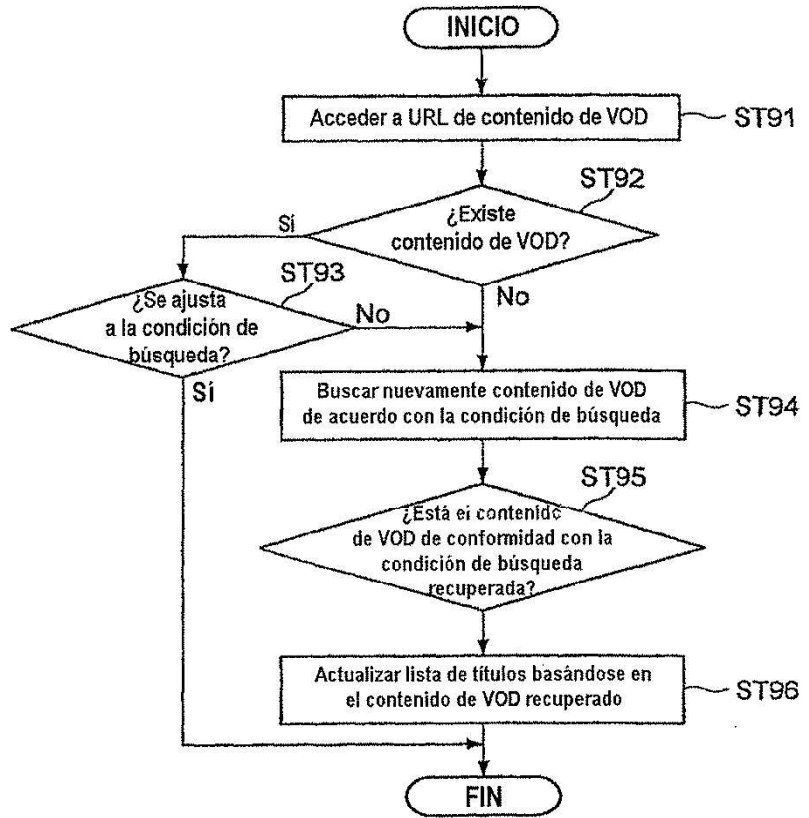 INICIO
Acceder a URL de contenido de VOD
ST91
ST92
¿Existe
contenido de VOD?
Sí
No
ST93
¿Se ajusta
a la condición de
búsqueda?
No
Sí
Buscar nuevamente contenido de VOD
de acuerdo con la condición de búsqueda
ST94
ST95
¿Está el contenido
de VOD de conformidad con la
condición de búsqueda
recuperada?
Actualizar lista de títulos basándose en
el contenido de VOD recuperado
ST96
FIN